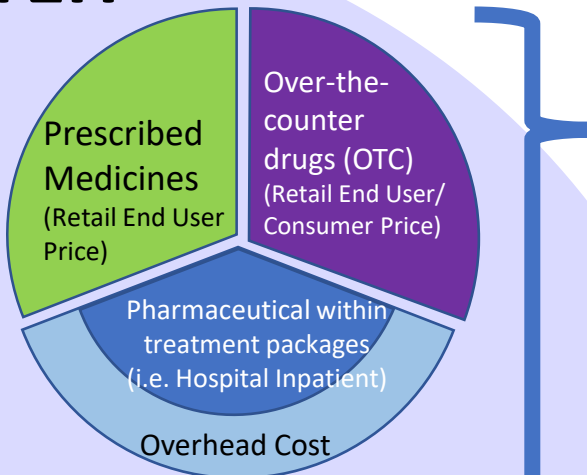 Prescribed
Medicines
(Retail End User
Price)
Over-the-
counter
drugs (OTC)
(Retail End User/
Consumer Price)
Pharmaceutical within
treatment packages
(i.e. Hospital Inpatient)
Overhead Cost